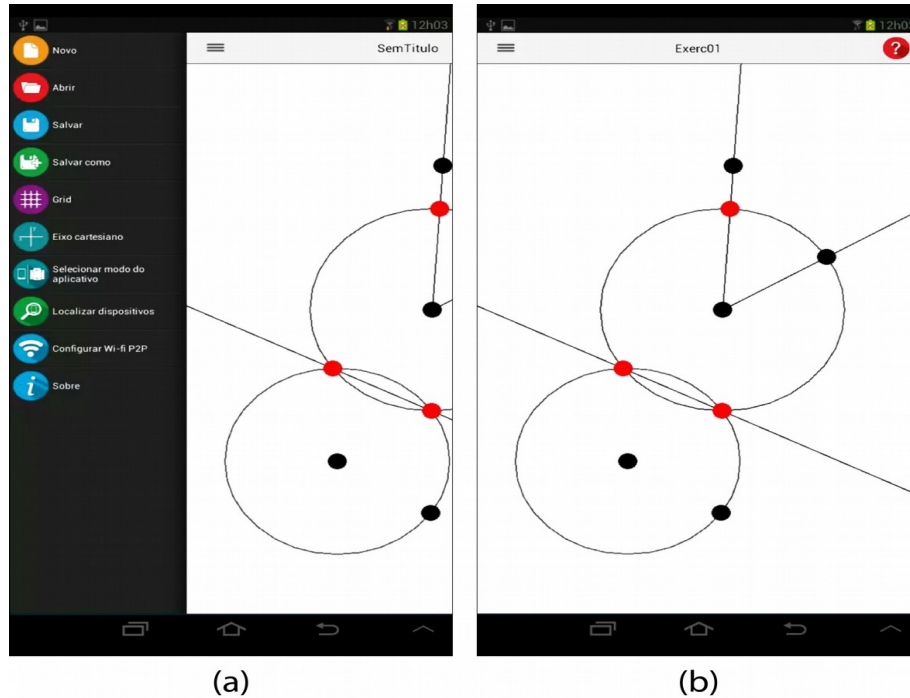 12h03
Novo
SemTitulo
Abrir
Salvar
Salvar como
Grid
Eixo cartesiano
Selecionar modo do
aplicativo
Localizar dispositivos
Configurar Wi-fi P2P
Sobre
(a)
12h03
Exerc01
?
(b)